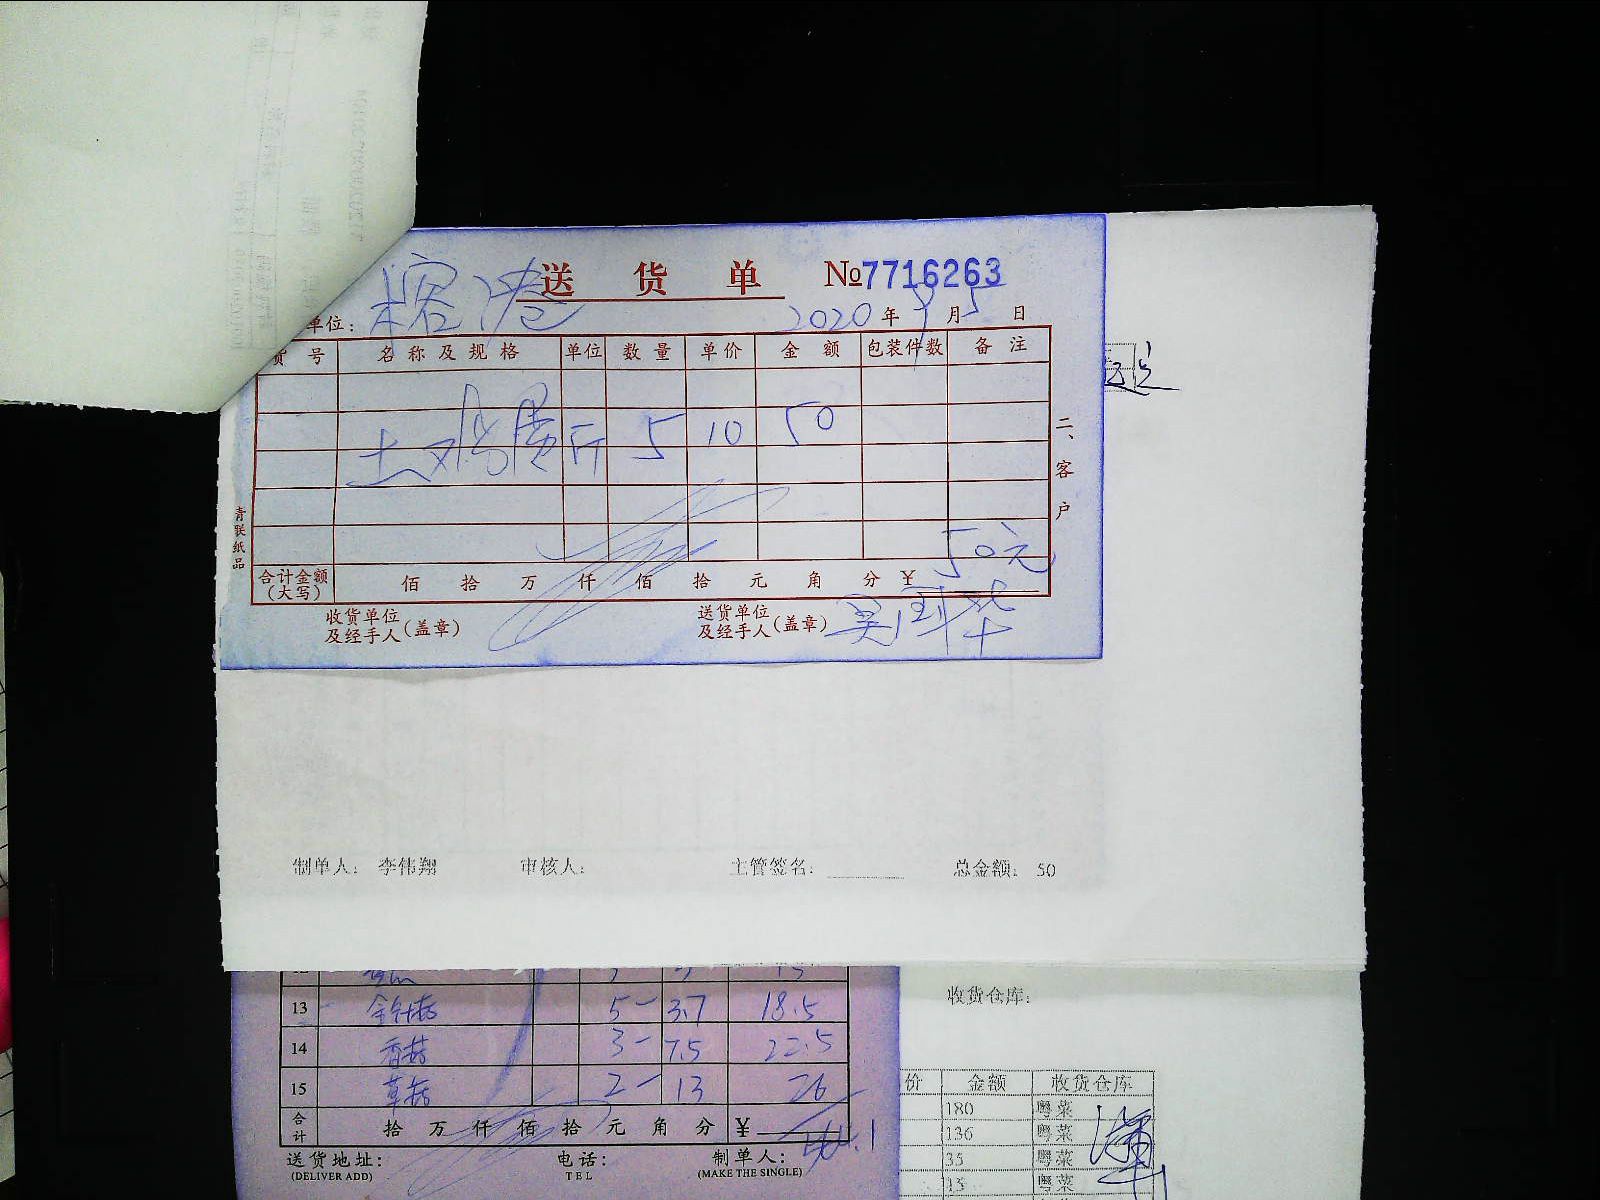 送货单 №7716263
单位: 榕港
2020年9月5日
货号 名称及规格 单位 数量 单价 金额 包装件数 备注
土鸡 斤 5 10 50
二、客户
青联纸品
50元
合计金额(大写) 佰 拾 万 仟 佰 拾 元 角 分 ¥
收货单位及经手人(盖章) 送货单位及经手人(盖章) 吴国华
制单人: 李伟翔 审核人: 主管签名: 总金额: 50
收货仓库:
13 金针菇 5- 3.7 18.5
14 香菇 3- 7.5 22.5
15 草菇 2- 13 26
合计 拾 万 仟 佰 拾 元 角 分 ¥
送货地址: 电话: 制单人:
(DELIVER ADD) TEL (MAKE THE SINGLE)
价 金额 收货仓库
180 粤菜
136 粤菜
35 粤菜
15 粤菜